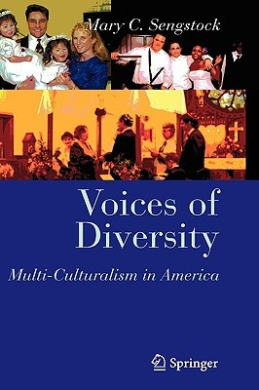 Mary C. Sengstock
Voices of
Diversity
Multi-Culturalism in America
Springer